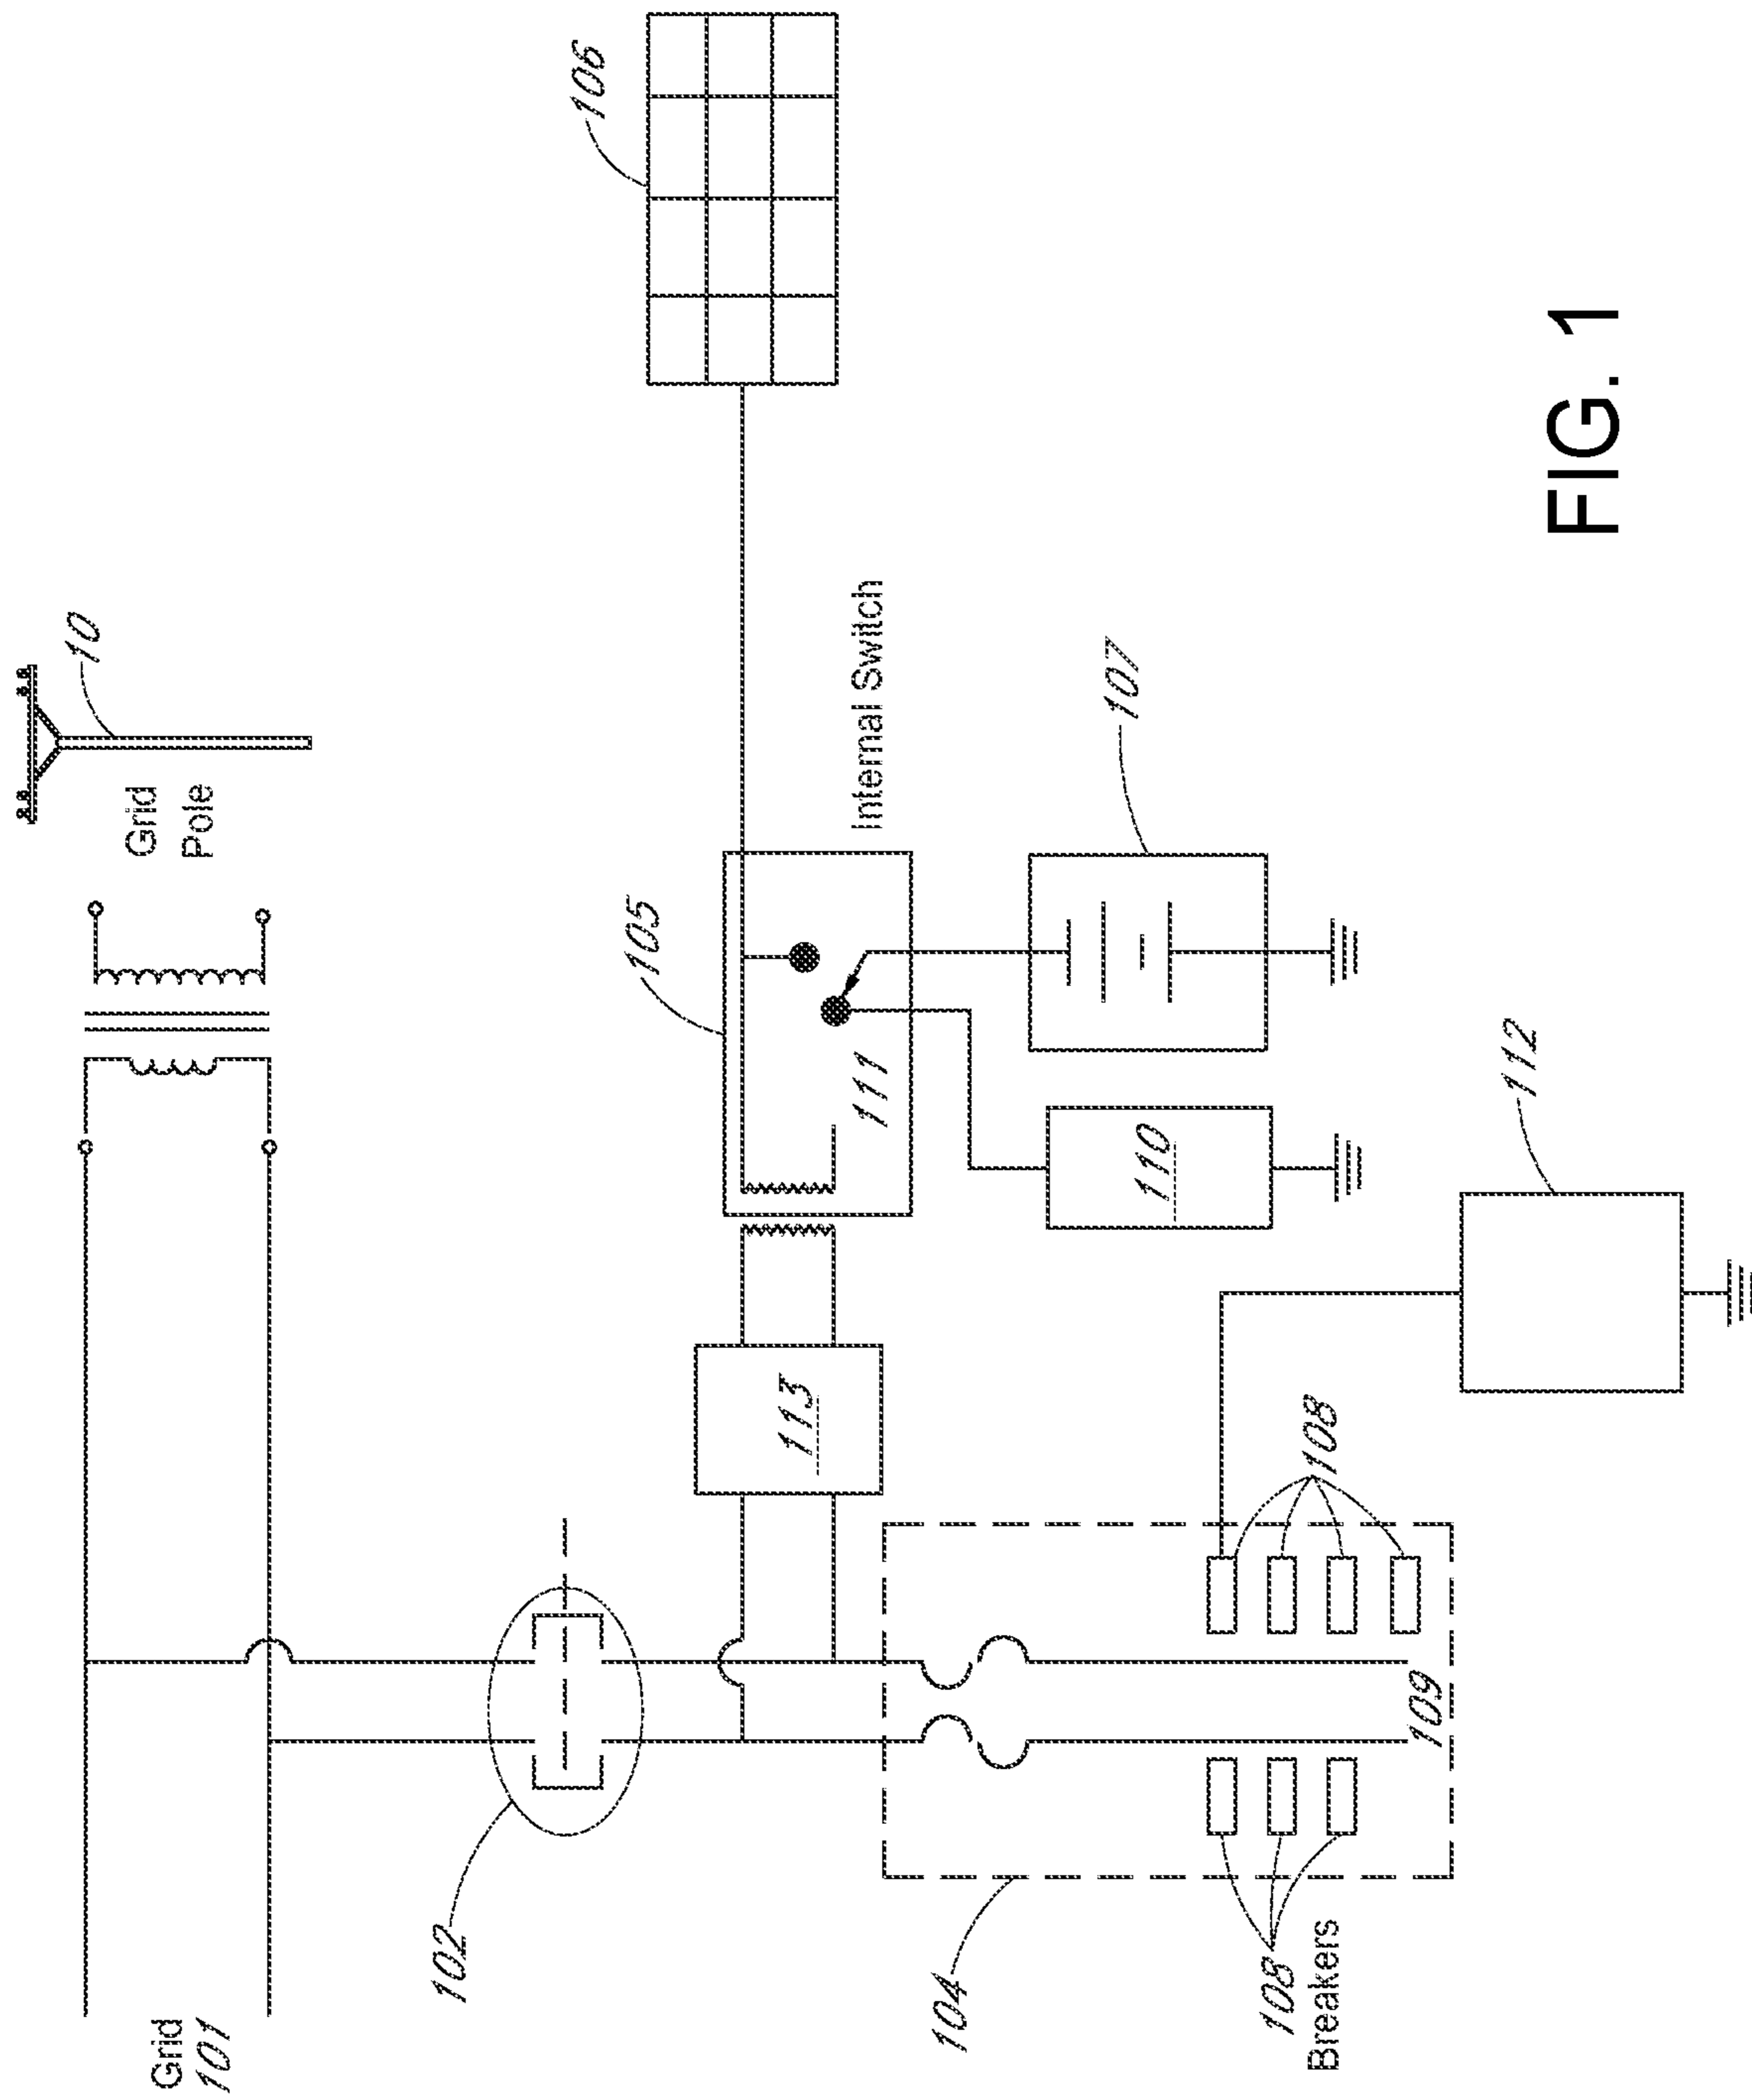 10
Grid
Pole
106
105
Internal Switch
111
107
110
112
113
102
108
109
104
108
Breakers
Grid
101
FIG. 1